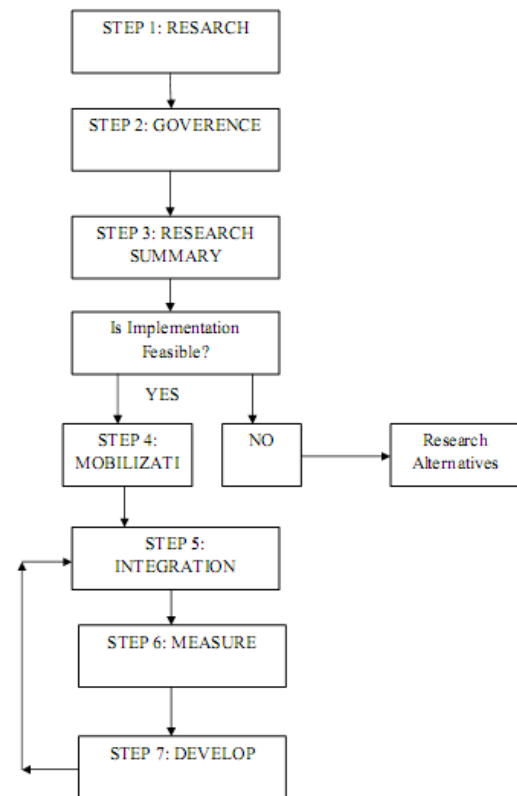 STEP 1: RESARCH
STEP 2: GOVERENCE
STEP 3: RESEARCH
SUMMARY
Is Implementation
Feasible?
YES
STEP 4:
MOBILIZATI
NO
Research
Alternatives
STEP 5:
INTEGRATION
STEP 6: MEASURE
STEP 7: DEVELOP